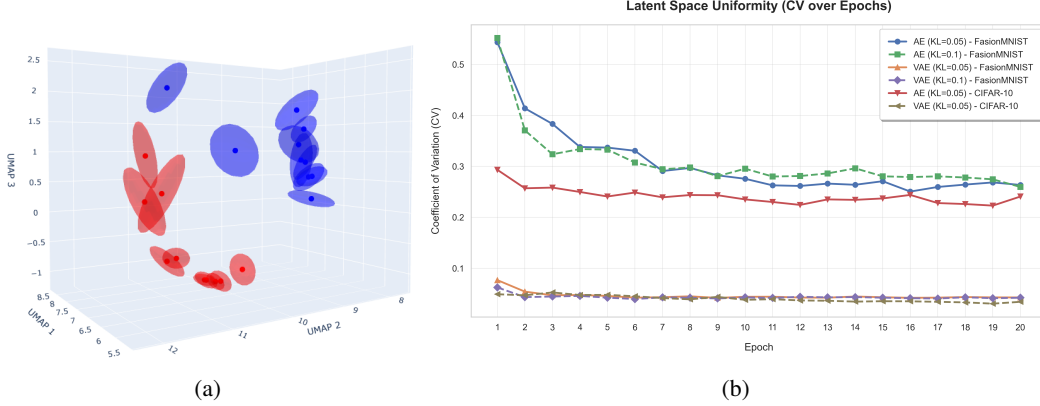 2.5
2
1.5
1
0.5
0
−0.5
−1
UMAP 3
8.5
8
7.5
7
6.5
6
5.5
UMAP 1
12
11
10
9
8
UMAP 2
(a)
Latent Space Uniformity (CV over Epochs)
AE (KL=0.05) - FasionMNIST
AE (KL=0.1) - FasionMNIST
VAE (KL=0.05) - FasionMNIST
VAE (KL=0.1) - FasionMNIST
AE (KL=0.05) - CIFAR-10
VAE (KL=0.05) - CIFAR-10
Coefficient of Variation (CV)
0.5
0.4
0.3
0.2
0.1
1 2 3 4 5 6 7 8 9 10 11 12 13 14 15 16 17 18 19 20
Epoch
(b)